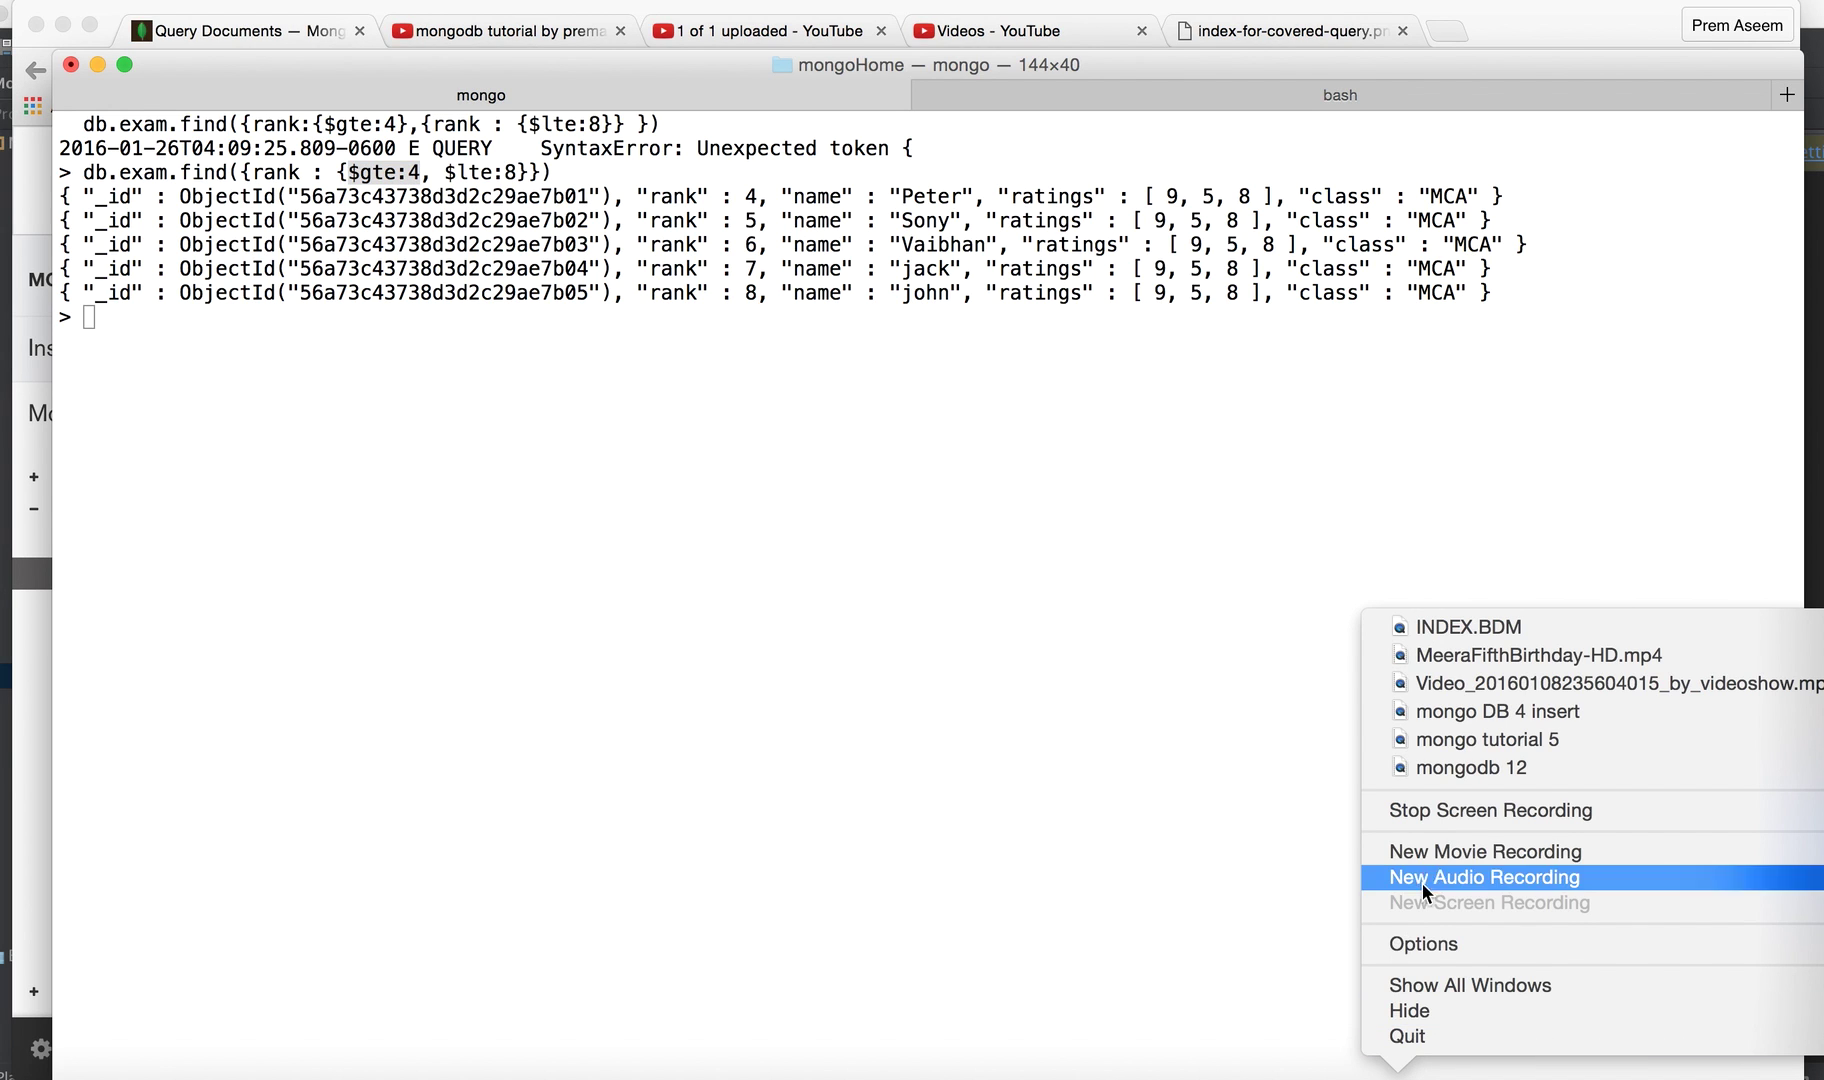 Query Documents — Mong
mongodb tutorial by prema
1 of 1 uploaded - YouTube
Videos - YouTube
index-for-covered-query.pn
Prem Aseem
mongoHome — mongo — 144×40
mongo
bash
db.exam.find({rank:{$gte:4},{rank : {$lte:8}} })
2016-01-26T04:09:25.809-0600 E QUERY    SyntaxError: Unexpected token {
> db.exam.find({rank : {$gte:4, $lte:8}})
{ "_id" : ObjectId("56a73c43738d3d2c29ae7b01"), "rank" : 4, "name" : "Peter", "ratings" : [ 9, 5, 8 ], "class" : "MCA" }
{ "_id" : ObjectId("56a73c43738d3d2c29ae7b02"), "rank" : 5, "name" : "Sony", "ratings" : [ 9, 5, 8 ], "class" : "MCA" }
{ "_id" : ObjectId("56a73c43738d3d2c29ae7b03"), "rank" : 6, "name" : "Vaibhan", "ratings" : [ 9, 5, 8 ], "class" : "MCA" }
{ "_id" : ObjectId("56a73c43738d3d2c29ae7b04"), "rank" : 7, "name" : "jack", "ratings" : [ 9, 5, 8 ], "class" : "MCA" }
{ "_id" : ObjectId("56a73c43738d3d2c29ae7b05"), "rank" : 8, "name" : "john", "ratings" : [ 9, 5, 8 ], "class" : "MCA" }
>
Ins
INDEX.BDM
MeeraFifthBirthday-HD.mp4
Video_20160108235604015_by_videoshow.mp
mongo DB 4 insert
mongo tutorial 5
mongodb 12
Stop Screen Recording
New Movie Recording
New Audio Recording
New Screen Recording
Options
Show All Windows
Hide
Quit